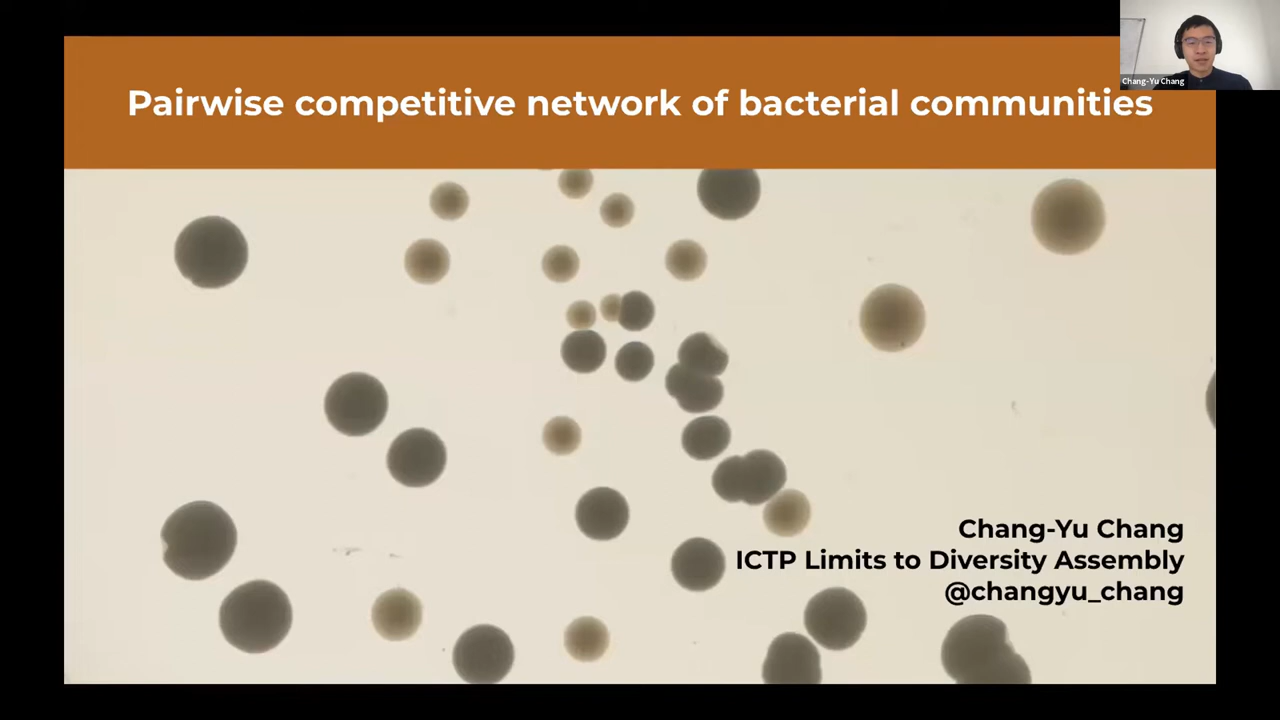 Pairwise competitive network of bacterial communities
Chang-Yu Chang
Chang-Yu Chang
ICTP Limits to Diversity Assembly
@changyu_chang